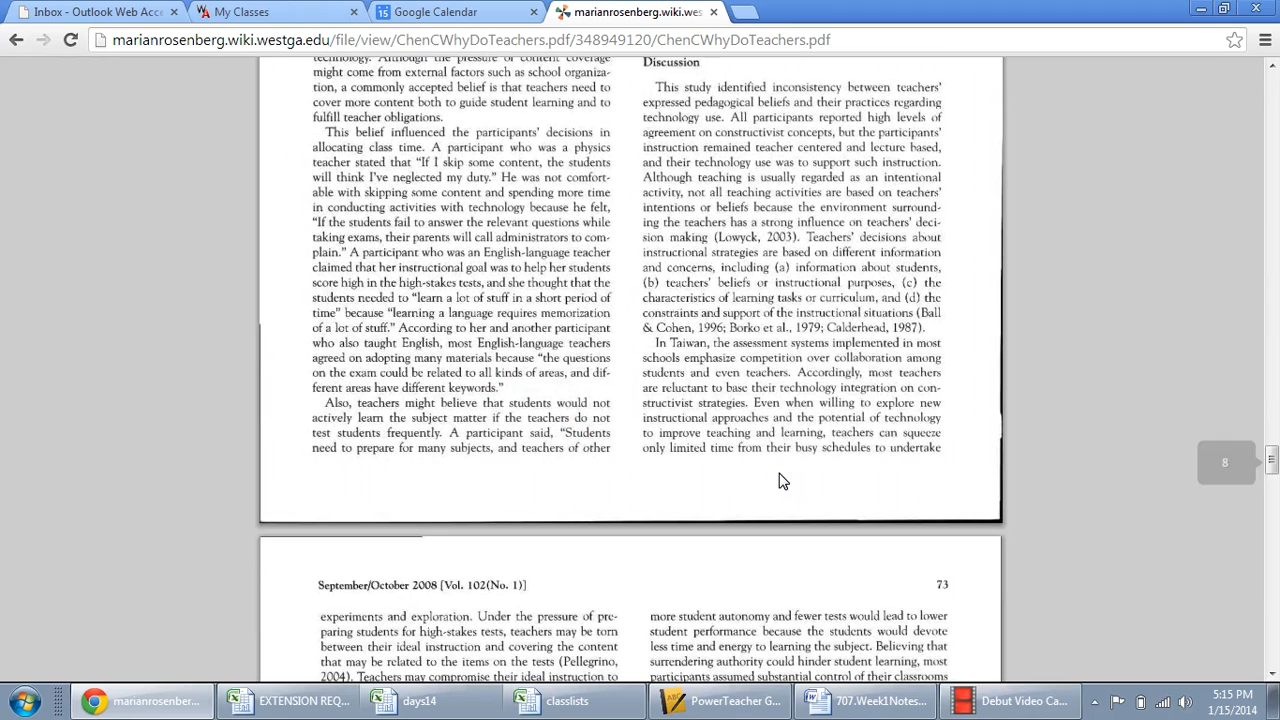 Inbox - Outlook Web Acce
My Classes
Google Calendar
marianrosenberg.wiki.wes
marianrosenberg.wiki.westga.edu/file/view/ChenCWhyDoTeachers.pdf/348949120/ChenCWhyDoTeachers.pdf
technology. Although the pressure of content coverage
might come from external factors such as school organiza-
tion, a commonly accepted belief is that teachers need to
cover more content both to guide student learning and to
fulfill teacher obligations.
This belief influenced the participants' decisions in
allocating class time. A participant who was a physics
teacher stated that "If I skip some content, the students
will think I've neglected my duty." He was not comfort-
able with skipping some content and spending more time
in conducting activities with technology because he felt,
"If the students fail to answer the relevant questions while
taking exams, their parents will call administrators to com-
plain." A participant who was an English-language teacher
claimed that her instructional goal was to help her students
score high in the high-stakes tests, and she thought that the
students needed to "learn a lot of stuff in a short period of
time" because "learning a language requires memorization
of a lot of stuff." According to her and another participant
who also taught English, most English-language teachers
agreed on adopting many materials because "the questions
on the exam could be related to all kinds of areas, and dif-
ferent areas have different keywords."
Also, teachers might believe that students would not
actively learn the subject matter if the teachers do not
test students frequently. A participant said, "Students
need to prepare for many subjects, and teachers of other
Discussion
This study identified inconsistency between teachers'
expressed pedagogical beliefs and their practices regarding
technology use. All participants reported high levels of
agreement on constructivist concepts, but the participants'
instruction remained teacher centered and lecture based,
and their technology use was to support such instruction.
Although teaching is usually regarded as an intentional
activity, not all teaching activities are based on teachers'
intentions or beliefs because the environment surround-
ing the teachers has a strong influence on teachers' deci-
sion making (Lowyck, 2003). Teachers' decisions about
instructional strategies are based on different information
and concerns, including (a) information about students,
(b) teachers' beliefs or instructional purposes, (c) the
characteristics of learning tasks or curriculum, and (d) the
constraints and support of the instructional situations (Ball
& Cohen, 1996; Borko et al., 1979; Calderhead, 1987).
In Taiwan, the assessment systems implemented in most
schools emphasize competition over collaboration among
students and even teachers. Accordingly, most teachers
are reluctant to base their technology integration on con-
structivist strategies. Even when willing to explore new
instructional approaches and the potential of technology
to improve teaching and learning, teachers can squeeze
only limited time from their busy schedules to undertake
8
September/October 2008 [Vol. 102(No. 1)]
73
experiments and exploration. Under the pressure of pre-
paring students for high-stakes tests, teachers may be torn
between their ideal instruction and covering the content
that may be related to the items on the tests (Pellegrino,
2004). Teachers may compromise their ideal instruction to
more student autonomy and fewer tests would lead to lower
student performance because the students would devote
less time and energy to learning the subject. Believing that
surrendering authority could hinder student learning, most
participants assumed substantial control of their classrooms
marianrosenberg.wi...
EXTENSION REQ...
days14
classlists
PowerTeacher G...
707.Week1Notes...
Debut Video Ca...
5:15 PM
1/15/2014